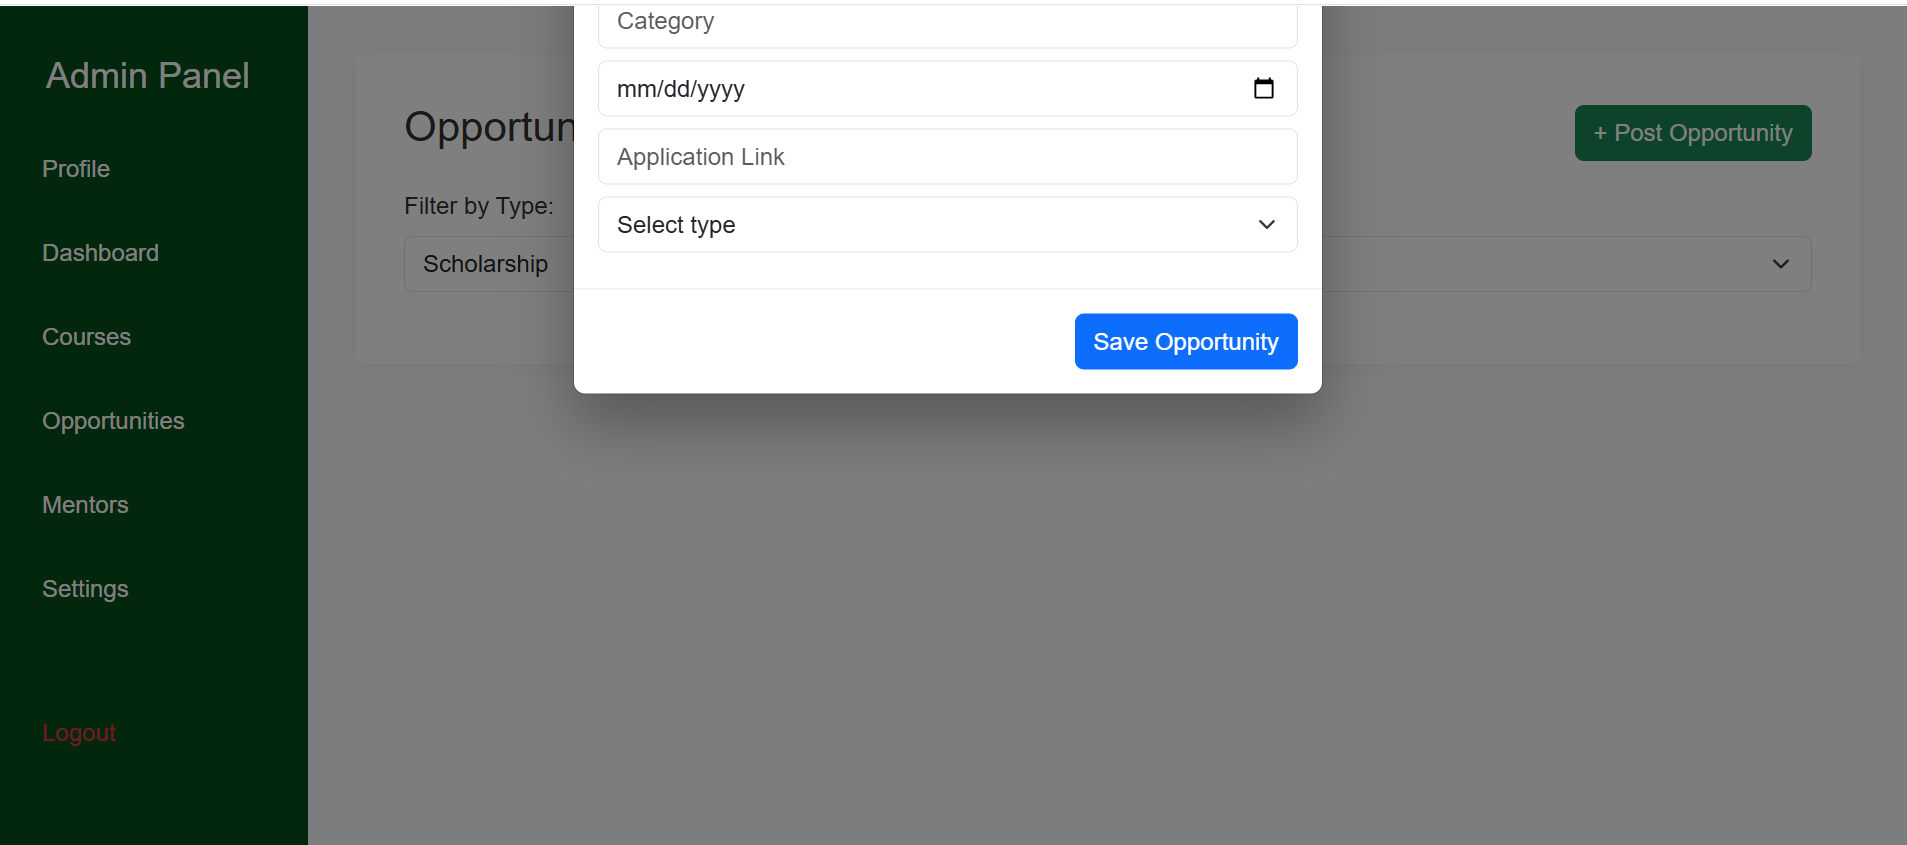 Admin Panel
Profile
Dashboard
Courses
Opportunities
Mentors
Settings
Logout
Opportun
+ Post Opportunity
Filter by Type:
Scholarship
Category
mm/dd/yyyy
Application Link
Select type
Save Opportunity